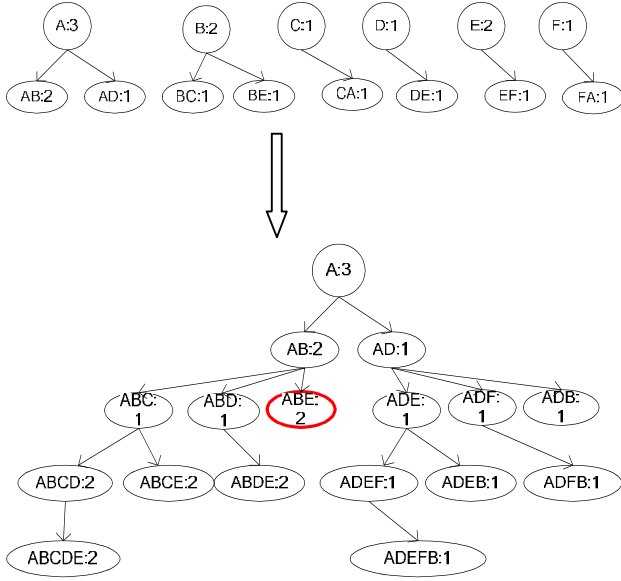 A:3
B:2
C:1
D:1
E:2
F:1
AB:2
AD:1
BC:1
BE:1
CA:1
DE:1
EF:1
FA:1
A:3
AB:2
AD:1
ABC:
1
ABD:
1
ABE:
2
ADE:
1
ADF:
1
ADB:
1
ABCD:2
ABCE:2
ABDE:2
ADEF:1
ADEB:1
ADFB:1
ABCDE:2
ADEFB:1